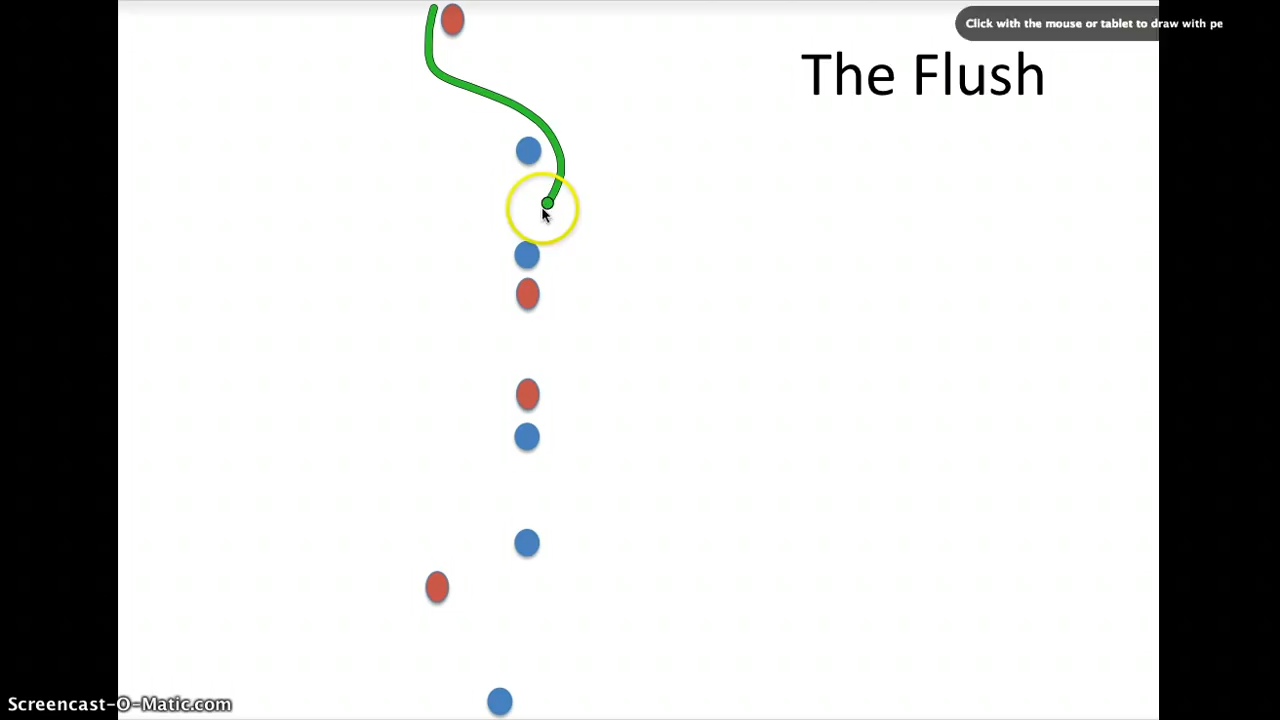 Click with the mouse or tablet to draw with pe
The Flush
Screencast-O-Matic.com